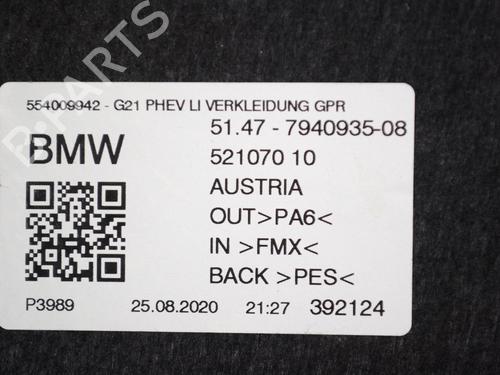 B-PARTS
554009942 - G21 PHEV LI VERKLEIDUNG GPR
51.47 - 7940935-08
BMW
521070 10
AUSTRIA
OUT>PA6<
IN >FMX<
BACK >PES<
P3989 25.08.2020 21:27 392124